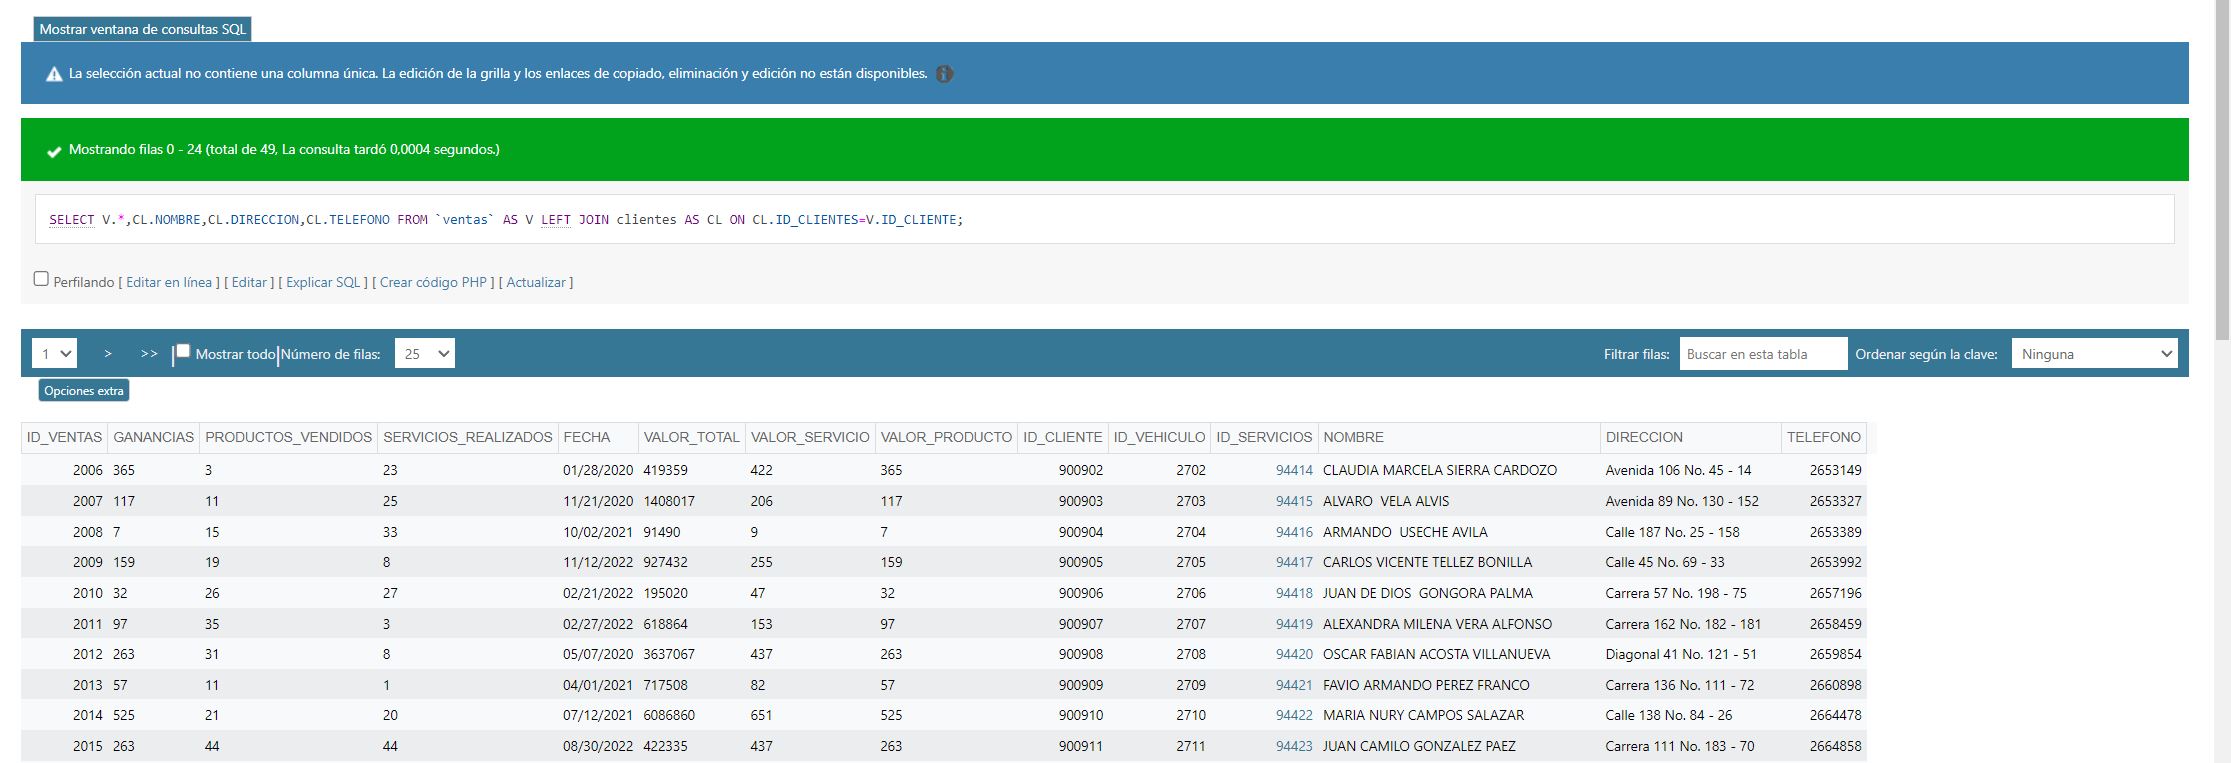 Mostrar ventana de consultas SQL
La selección actual no contiene una columna única. La edición de la grilla y los enlaces de copiado, eliminación y edición no están disponibles.
Mostrando filas 0 - 24 (total de 49, La consulta tardó 0,0004 segundos.)
SELECT V.*,CL.NOMBRE,CL.DIRECCION,CL.TELEFONO FROM `ventas` AS V LEFT JOIN clientes AS CL ON CL.ID_CLIENTES=V.ID_CLIENTE;
Perfilando [ Editar en línea ] [ Editar ] [ Explicar SQL ] [ Crear código PHP ] [ Actualizar ]
1 > >> | Mostrar todo | Número de filas: 25 Filtrar filas: Buscar en esta tabla Ordenar según la clave: Ninguna
Opciones extra
ID_VENTAS GANANCIAS PRODUCTOS_VENDIDOS SERVICIOS_REALIZADOS FECHA VALOR_TOTAL VALOR_SERVICIO VALOR_PRODUCTO ID_CLIENTE ID_VEHICULO ID_SERVICIOS NOMBRE DIRECCION TELEFONO
2006 365 3 23 01/28/2020 419359 422 365 900902 2702 94414 CLAUDIA MARCELA SIERRA CARDOZO Avenida 106 No. 45 - 14 2653149
2007 117 11 25 11/21/2020 1408017 206 117 900903 2703 94415 ALVARO  VELA ALVIS Avenida 89 No. 130 - 152 2653327
2008 7 15 33 10/02/2021 91490 9 7 900904 2704 94416 ARMANDO  USECHE AVILA Calle 187 No. 25 - 158 2653389
2009 159 19 8 11/12/2022 927432 255 159 900905 2705 94417 CARLOS VICENTE TELLEZ BONILLA Calle 45 No. 69 - 33 2653992
2010 32 26 27 02/21/2022 195020 47 32 900906 2706 94418 JUAN DE DIOS  GONGORA PALMA Carrera 57 No. 198 - 75 2657196
2011 97 35 3 02/27/2022 618864 153 97 900907 2707 94419 ALEXANDRA MILENA VERA ALFONSO Carrera 162 No. 182 - 181 2658459
2012 263 31 8 05/07/2020 3637067 437 263 900908 2708 94420 OSCAR FABIAN ACOSTA VILLANUEVA Diagonal 41 No. 121 - 51 2659854
2013 57 11 1 04/01/2021 717508 82 57 900909 2709 94421 FAVIO ARMANDO PEREZ FRANCO Carrera 136 No. 111 - 72 2660898
2014 525 21 20 07/12/2021 6086860 651 525 900910 2710 94422 MARIA NURY CAMPOS SALAZAR Calle 138 No. 84 - 26 2664478
2015 263 44 44 08/30/2022 422335 437 263 900911 2711 94423 JUAN CAMILO GONZALEZ PAEZ Carrera 111 No. 183 - 70 2664858